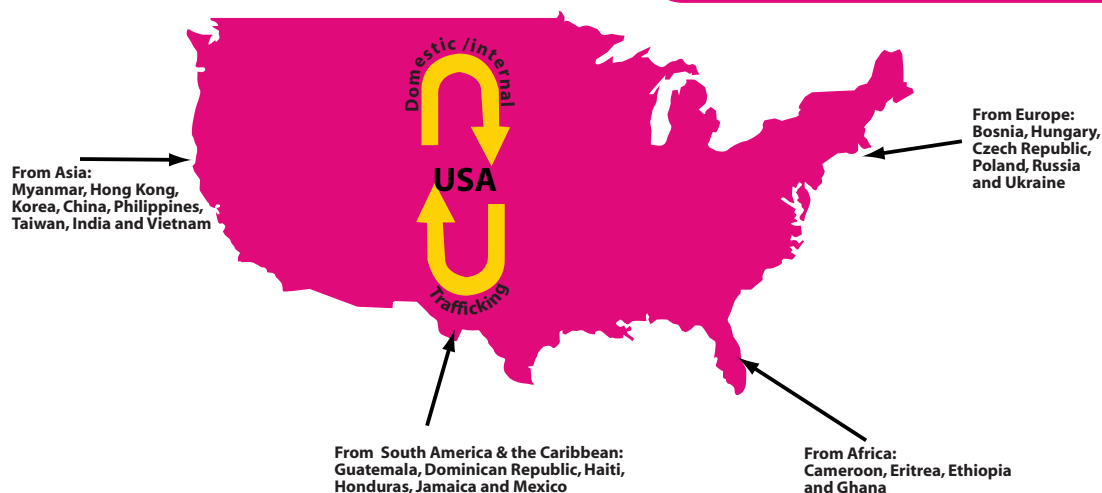 Domestic /internal
USA
Trafficking
From Asia:
Myanmar, Hong Kong,
Korea, China, Philippines,
Taiwan, India and Vietnam
From Europe:
Bosnia, Hungary,
Czech Republic,
Poland, Russia
and Ukraine
From  South America & the Caribbean:
Guatemala, Dominican Republic, Haiti,
Honduras, Jamaica and Mexico
From Africa:
Cameroon, Eritrea, Ethiopia
and Ghana